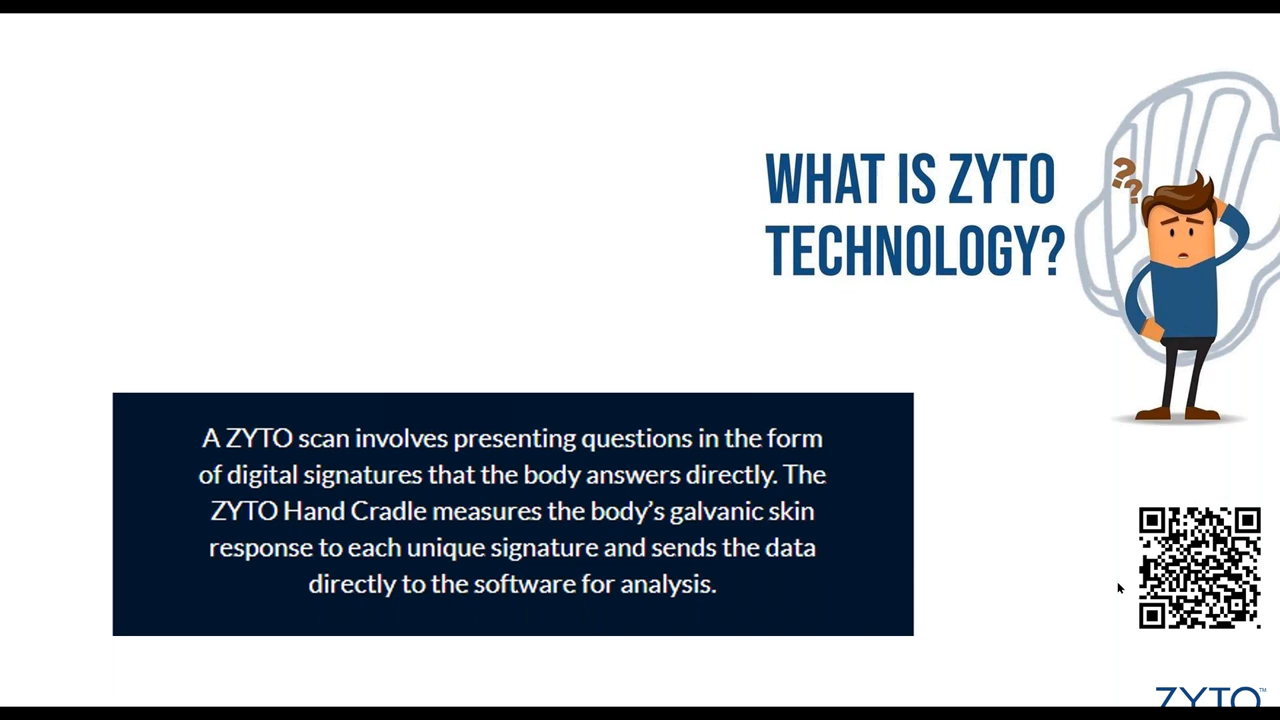 WHAT IS ZYTO
TECHNOLOGY?
??
A ZYTO scan involves presenting questions in the form
of digital signatures that the body answers directly. The
ZYTO Hand Cradle measures the body’s galvanic skin
response to each unique signature and sends the data
directly to the software for analysis.
ZYTO™